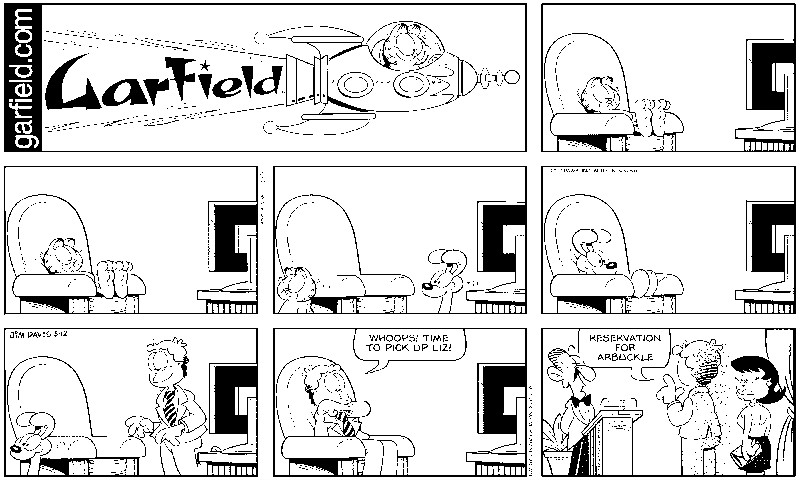 garfield.com
Garfield
JIM DAVIS 5-12
WHOOPS! TIME
TO PICK UP LIZ!
RESERVATION
FOR
ARBUCKLE